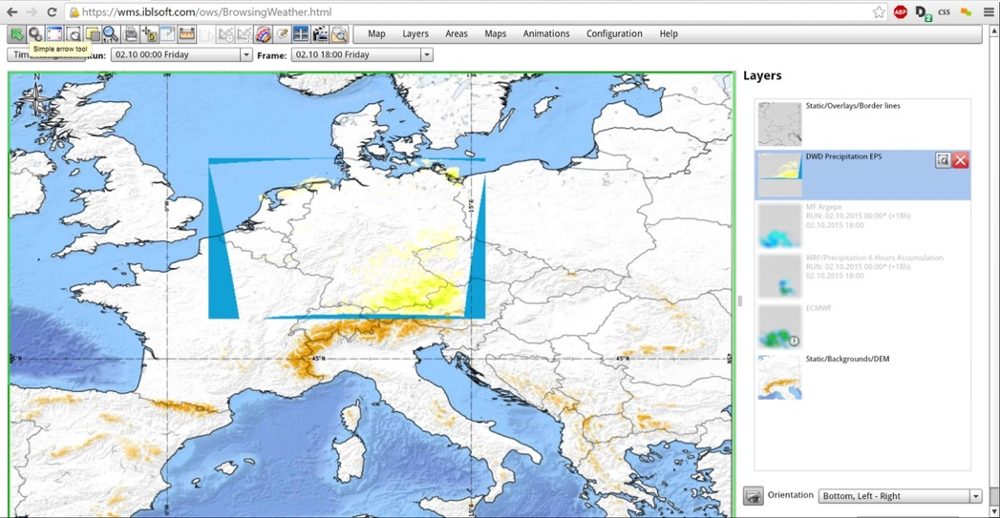 https://wms.iblsoft.com/ows/BrowsingWeather.html
ABP
2
CSS
Map Layers Areas Maps Animations Configuration Help
Simple arrow tool
Run: 02.10 00:00 Friday Frame: 02.10 18:00 Friday
N
Layers
Static/Overlays/Border lines
DWD Precipitation EPS
MF Argepe
RUN: 02.10.2015 00:00* (+18h)
02.10.2015 18:00
WRF/Precipitation 6 Hours Accumulation
RUN: 02.10.2015 00:00* (+18h)
02.10.2015 18:00
ECMWF
Static/Backgrounds/DEM
15°E
45°N
45°N
Orientation Bottom, Left - Right